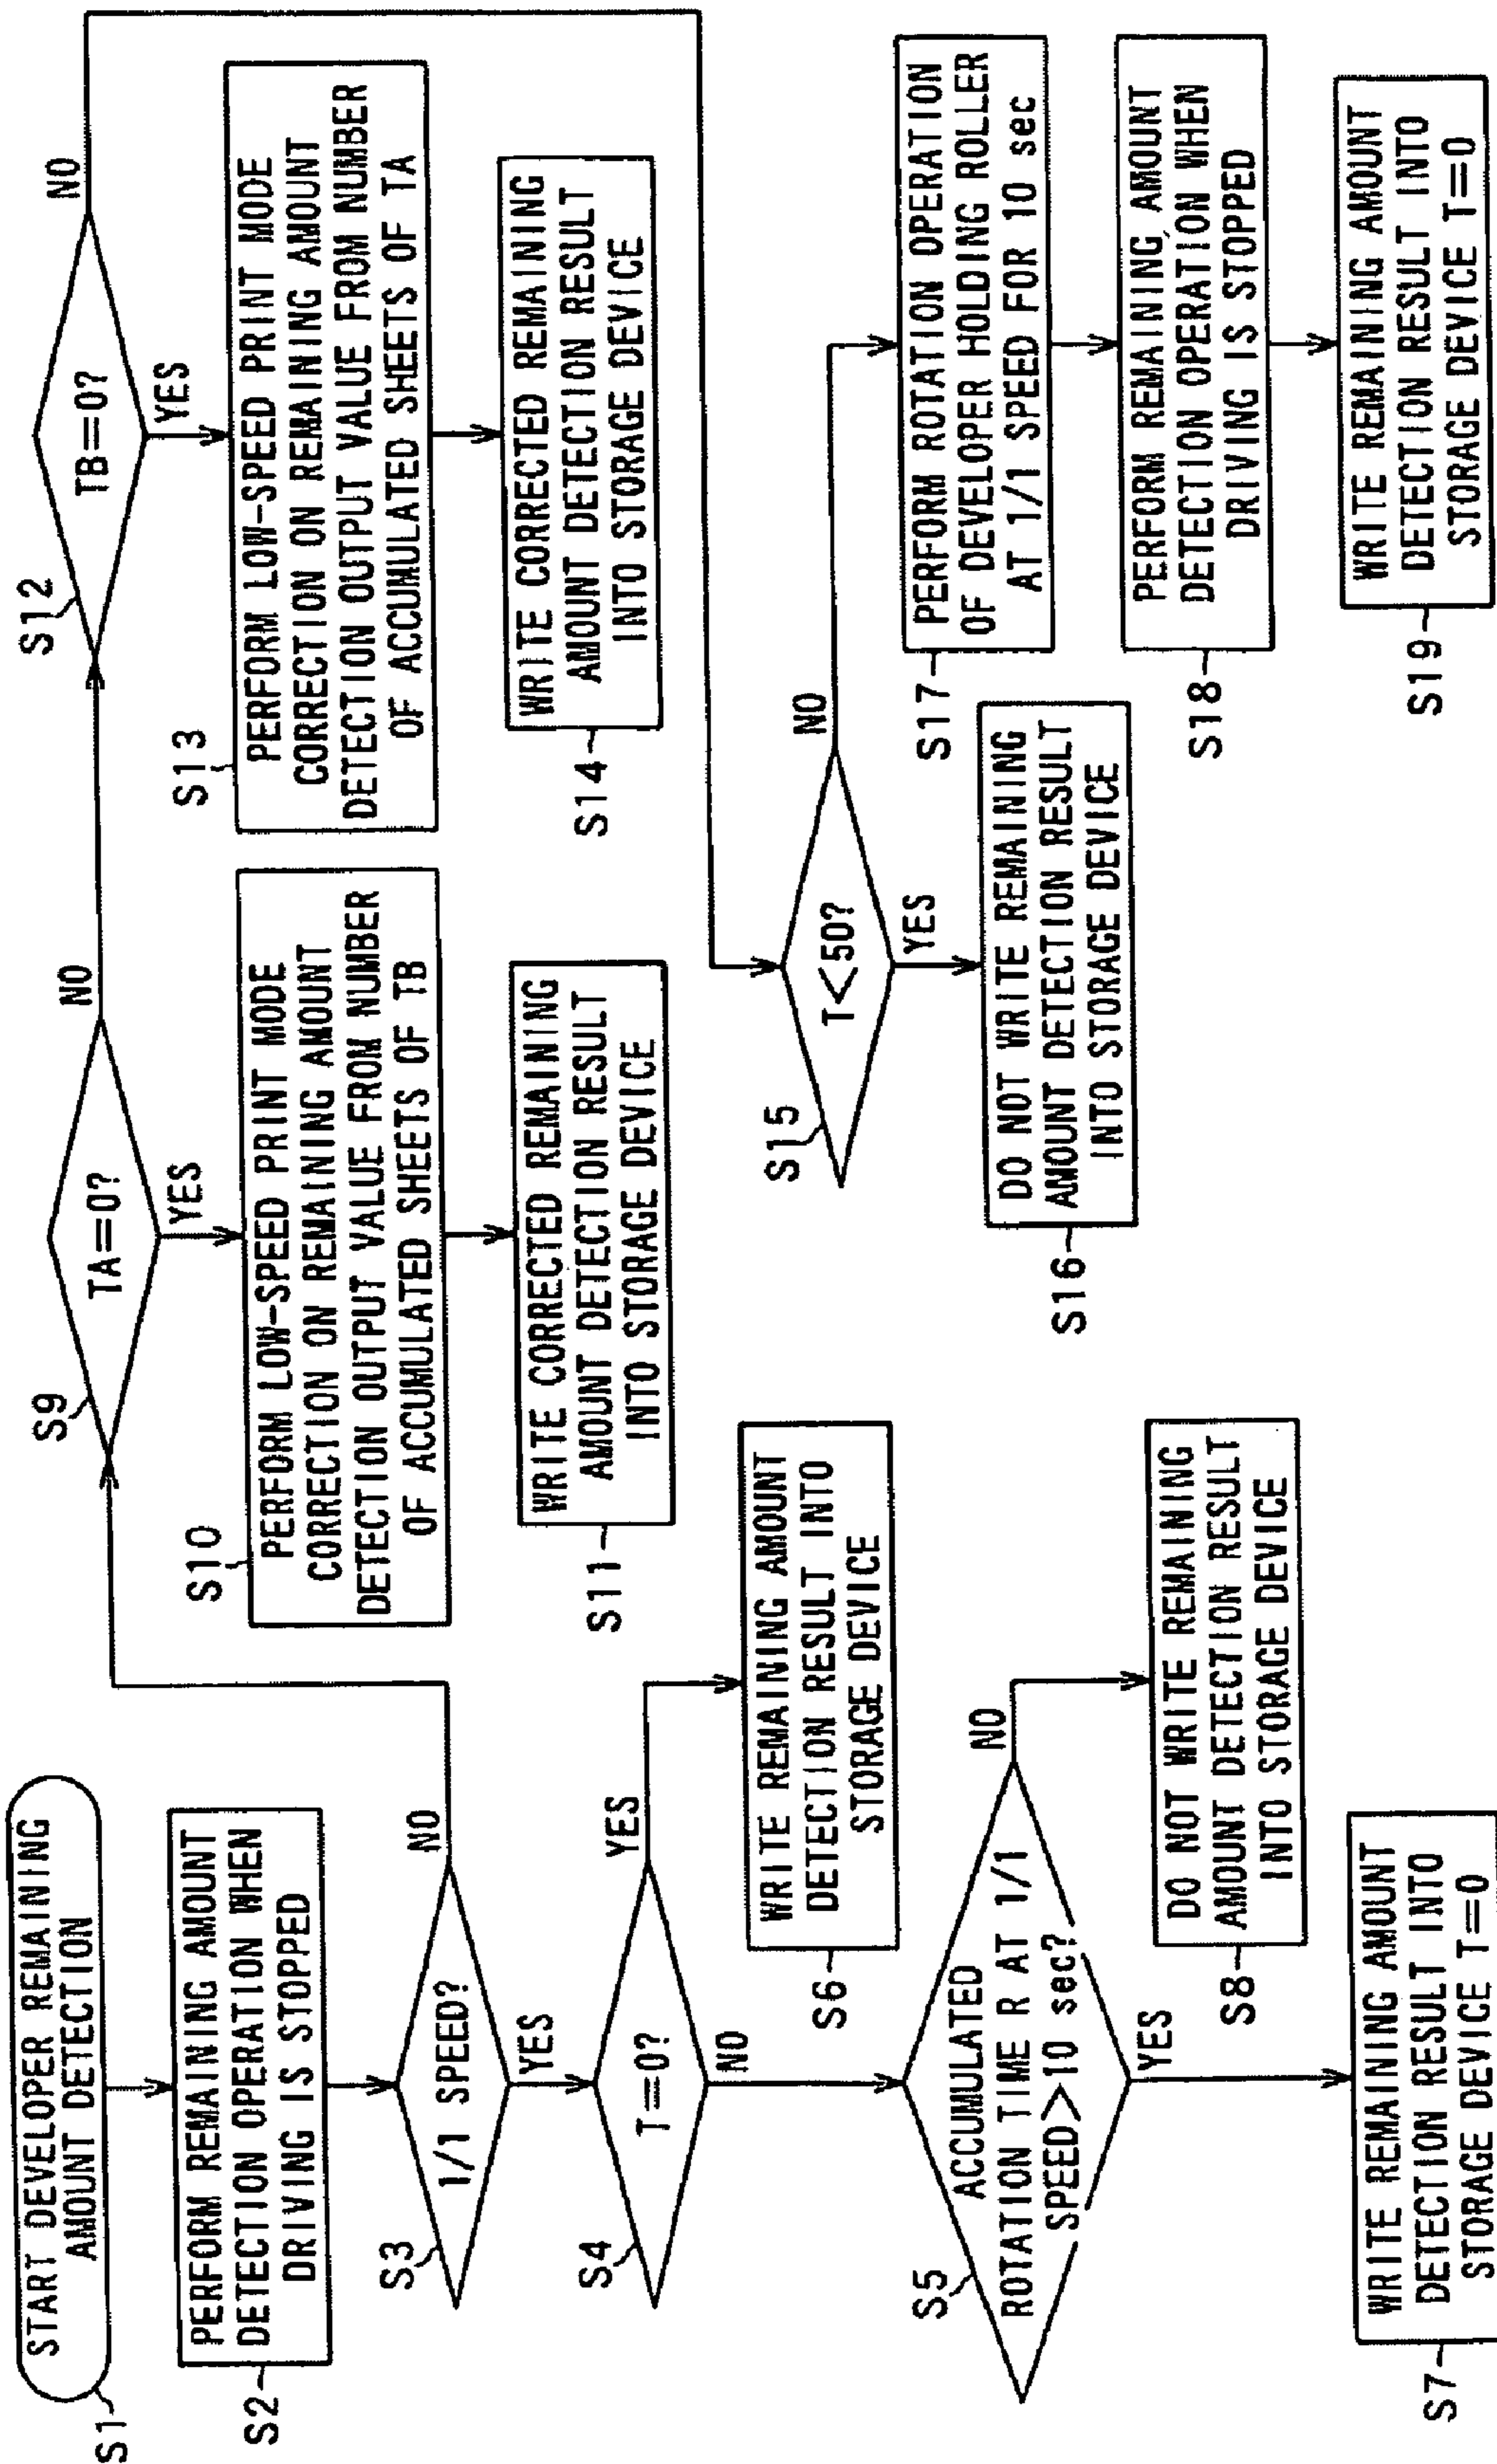 S1
START DEVELOPER REMAINING
AMOUNT DETECTION
S2
PERFORM REMAINING AMOUNT
DETECTION OPERATION WHEN
DRIVING IS STOPPED
S3
1/1 SPEED?
NO
YES
S4
T=0?
YES
NO
S6
WRITE REMAINING AMOUNT
DETECTION RESULT INTO
STORAGE DEVICE
S5
ACCUMULATED
ROTATION TIME R AT 1/1
SPEED>10 sec?
NO
YES
S8
DO NOT WRITE REMAINING
AMOUNT DETECTION RESULT
INTO STORAGE DEVICE
S7
WRITE REMAINING AMOUNT
DETECTION RESULT INTO
STORAGE DEVICE T=0
S9
TA=0?
NO
YES
S10
PERFORM LOW-SPEED PRINT MODE
CORRECTION ON REMAINING AMOUNT
DETECTION OUTPUT VALUE FROM NUMBER
OF ACCUMULATED SHEETS OF TB
S11
WRITE CORRECTED REMAINING
AMOUNT DETECTION RESULT
INTO STORAGE DEVICE
S12
TB=0?
NO
YES
S13
PERFORM LOW-SPEED PRINT MODE
CORRECTION ON REMAINING AMOUNT
DETECTION OUTPUT VALUE FROM NUMBER
OF ACCUMULATED SHEETS OF TA
S14
WRITE CORRECTED REMAINING
AMOUNT DETECTION RESULT
INTO STORAGE DEVICE
S15
T<50?
NO
YES
S16
DO NOT WRITE REMAINING
AMOUNT DETECTION RESULT
INTO STORAGE DEVICE
S17
PERFORM ROTATION OPERATION
OF DEVELOPER HOLDING ROLLER
AT 1/1 SPEED FOR 10 sec
S18
PERFORM REMAINING AMOUNT
DETECTION OPERATION WHEN
DRIVING IS STOPPED
S19
WRITE REMAINING AMOUNT
DETECTION RESULT INTO
STORAGE DEVICE T=0